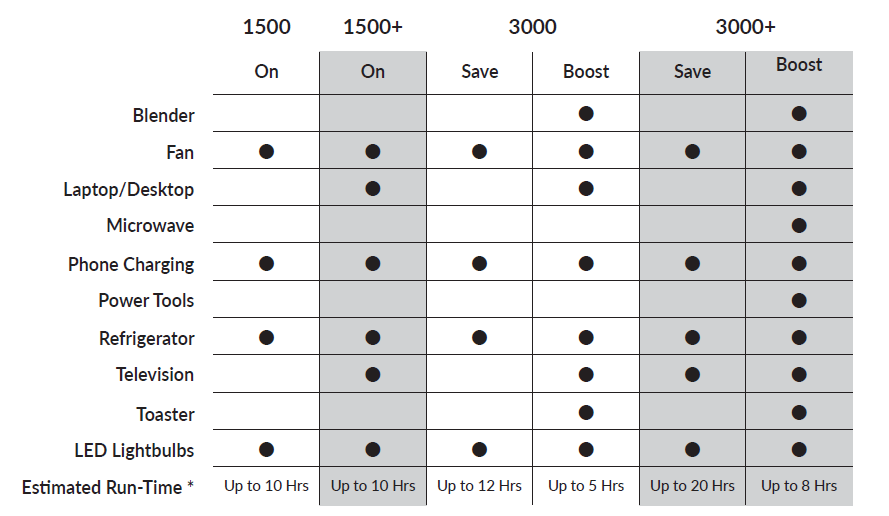 1500 1500+ 3000 3000+
On On Save Boost Save Boost
Blender ● ●
Fan ● ● ● ● ● ●
Laptop/Desktop ● ● ●
Microwave ●
Phone Charging ● ● ● ● ● ●
Power Tools ●
Refrigerator ● ● ● ● ● ●
Television ● ● ● ●
Toaster ● ●
LED Lightbulbs ● ● ● ● ● ●
Estimated Run-Time * Up to 10 Hrs Up to 10 Hrs Up to 12 Hrs Up to 5 Hrs Up to 20 Hrs Up to 8 Hrs